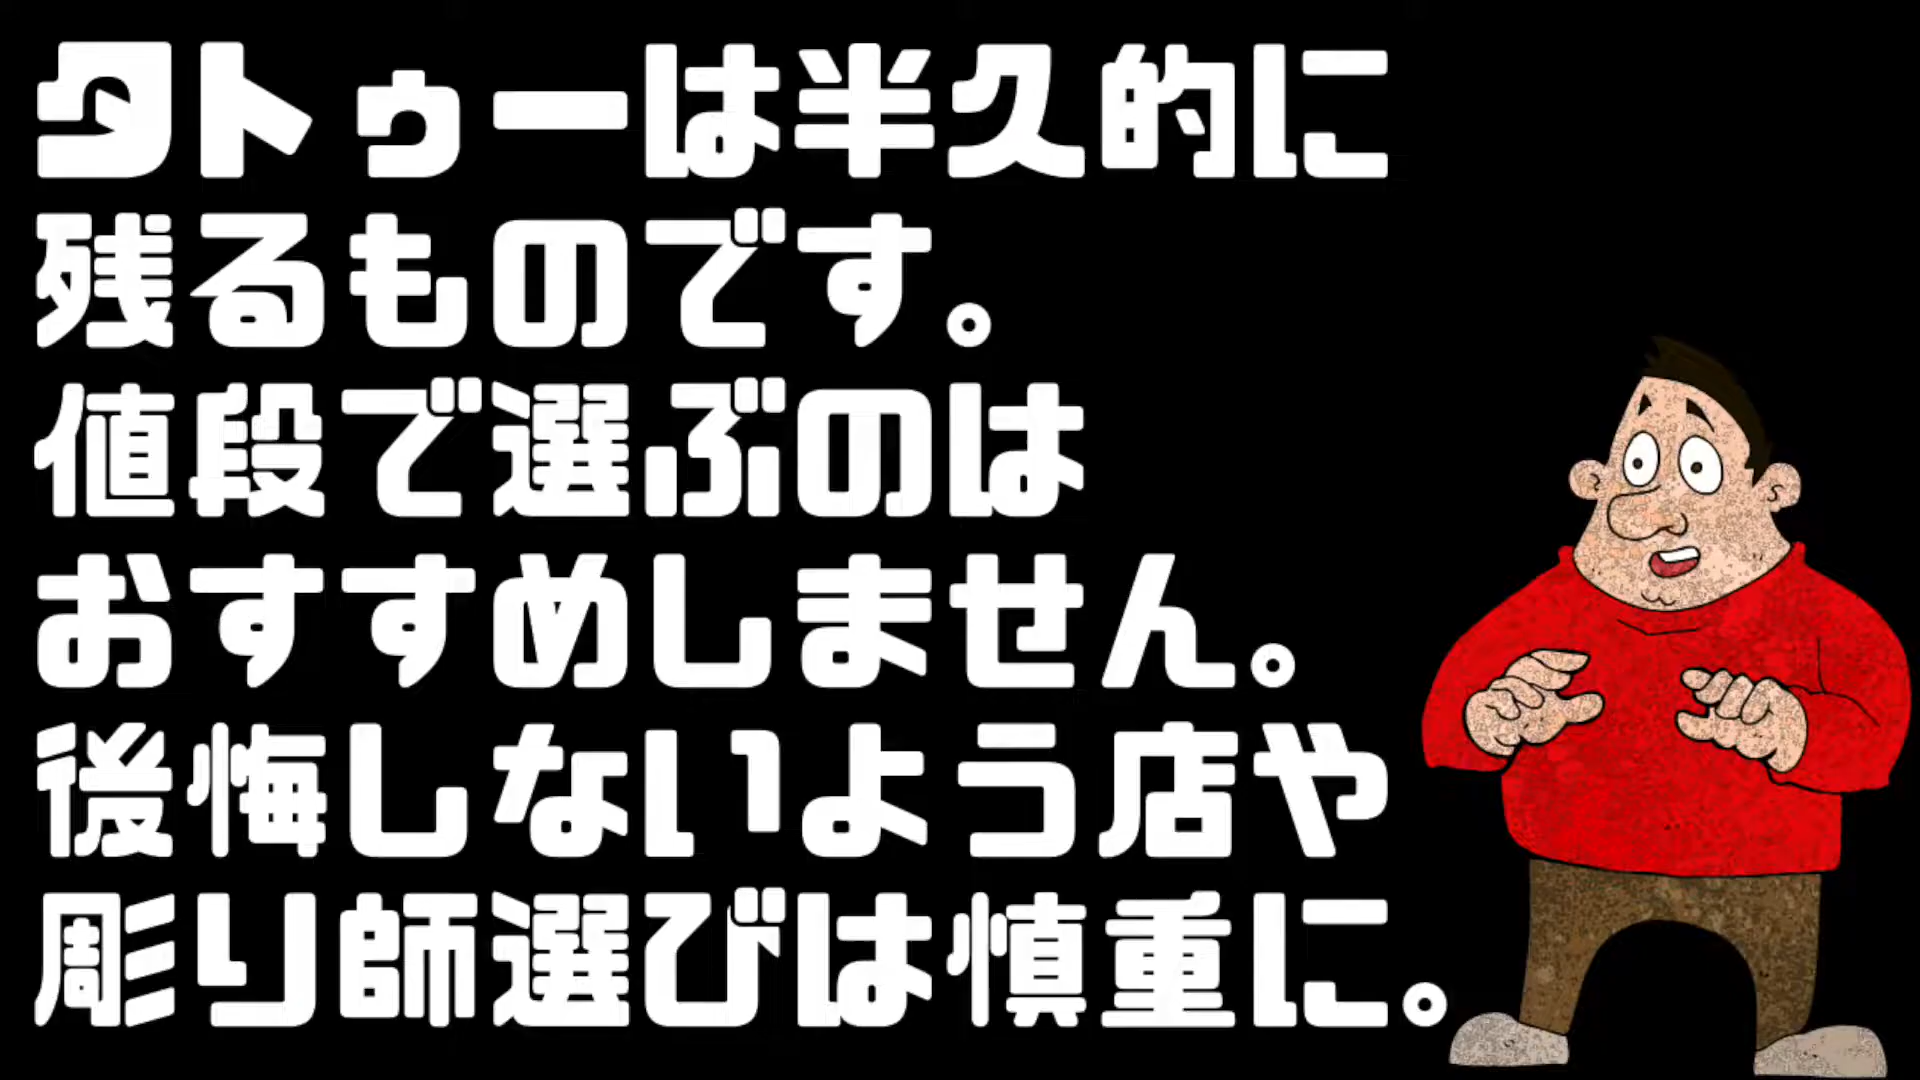 タトゥーは半久的に
残るものです。
値段で選ぶのは
おすすめしません。
後悔しないよう店や
彫り師選びは慎重に。